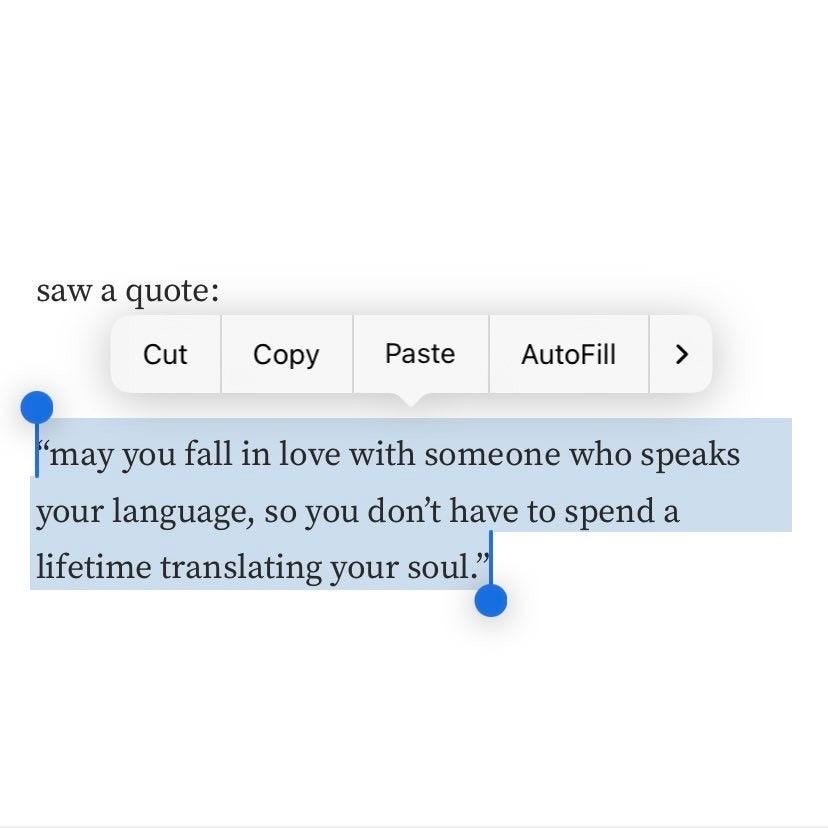 saw a quote:
Cut Copy Paste AutoFill >
“may you fall in love with someone who speaks
your language, so you don’t have to spend a
lifetime translating your soul.”